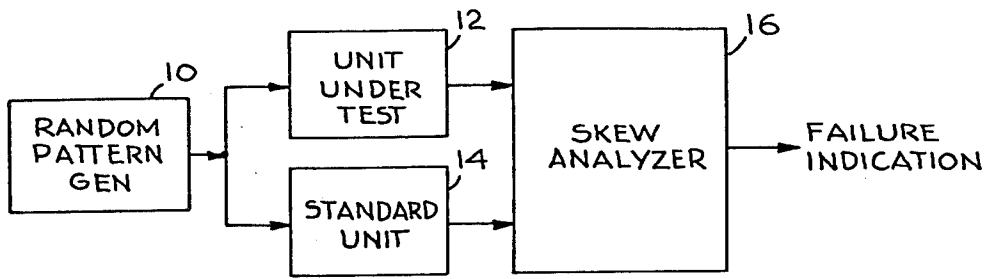 10
RANDOM
PATTERN
GEN
12
UNIT
UNDER
TEST
14
STANDARD
UNIT
16
SKEW
ANALYZER
FAILURE
INDICATION